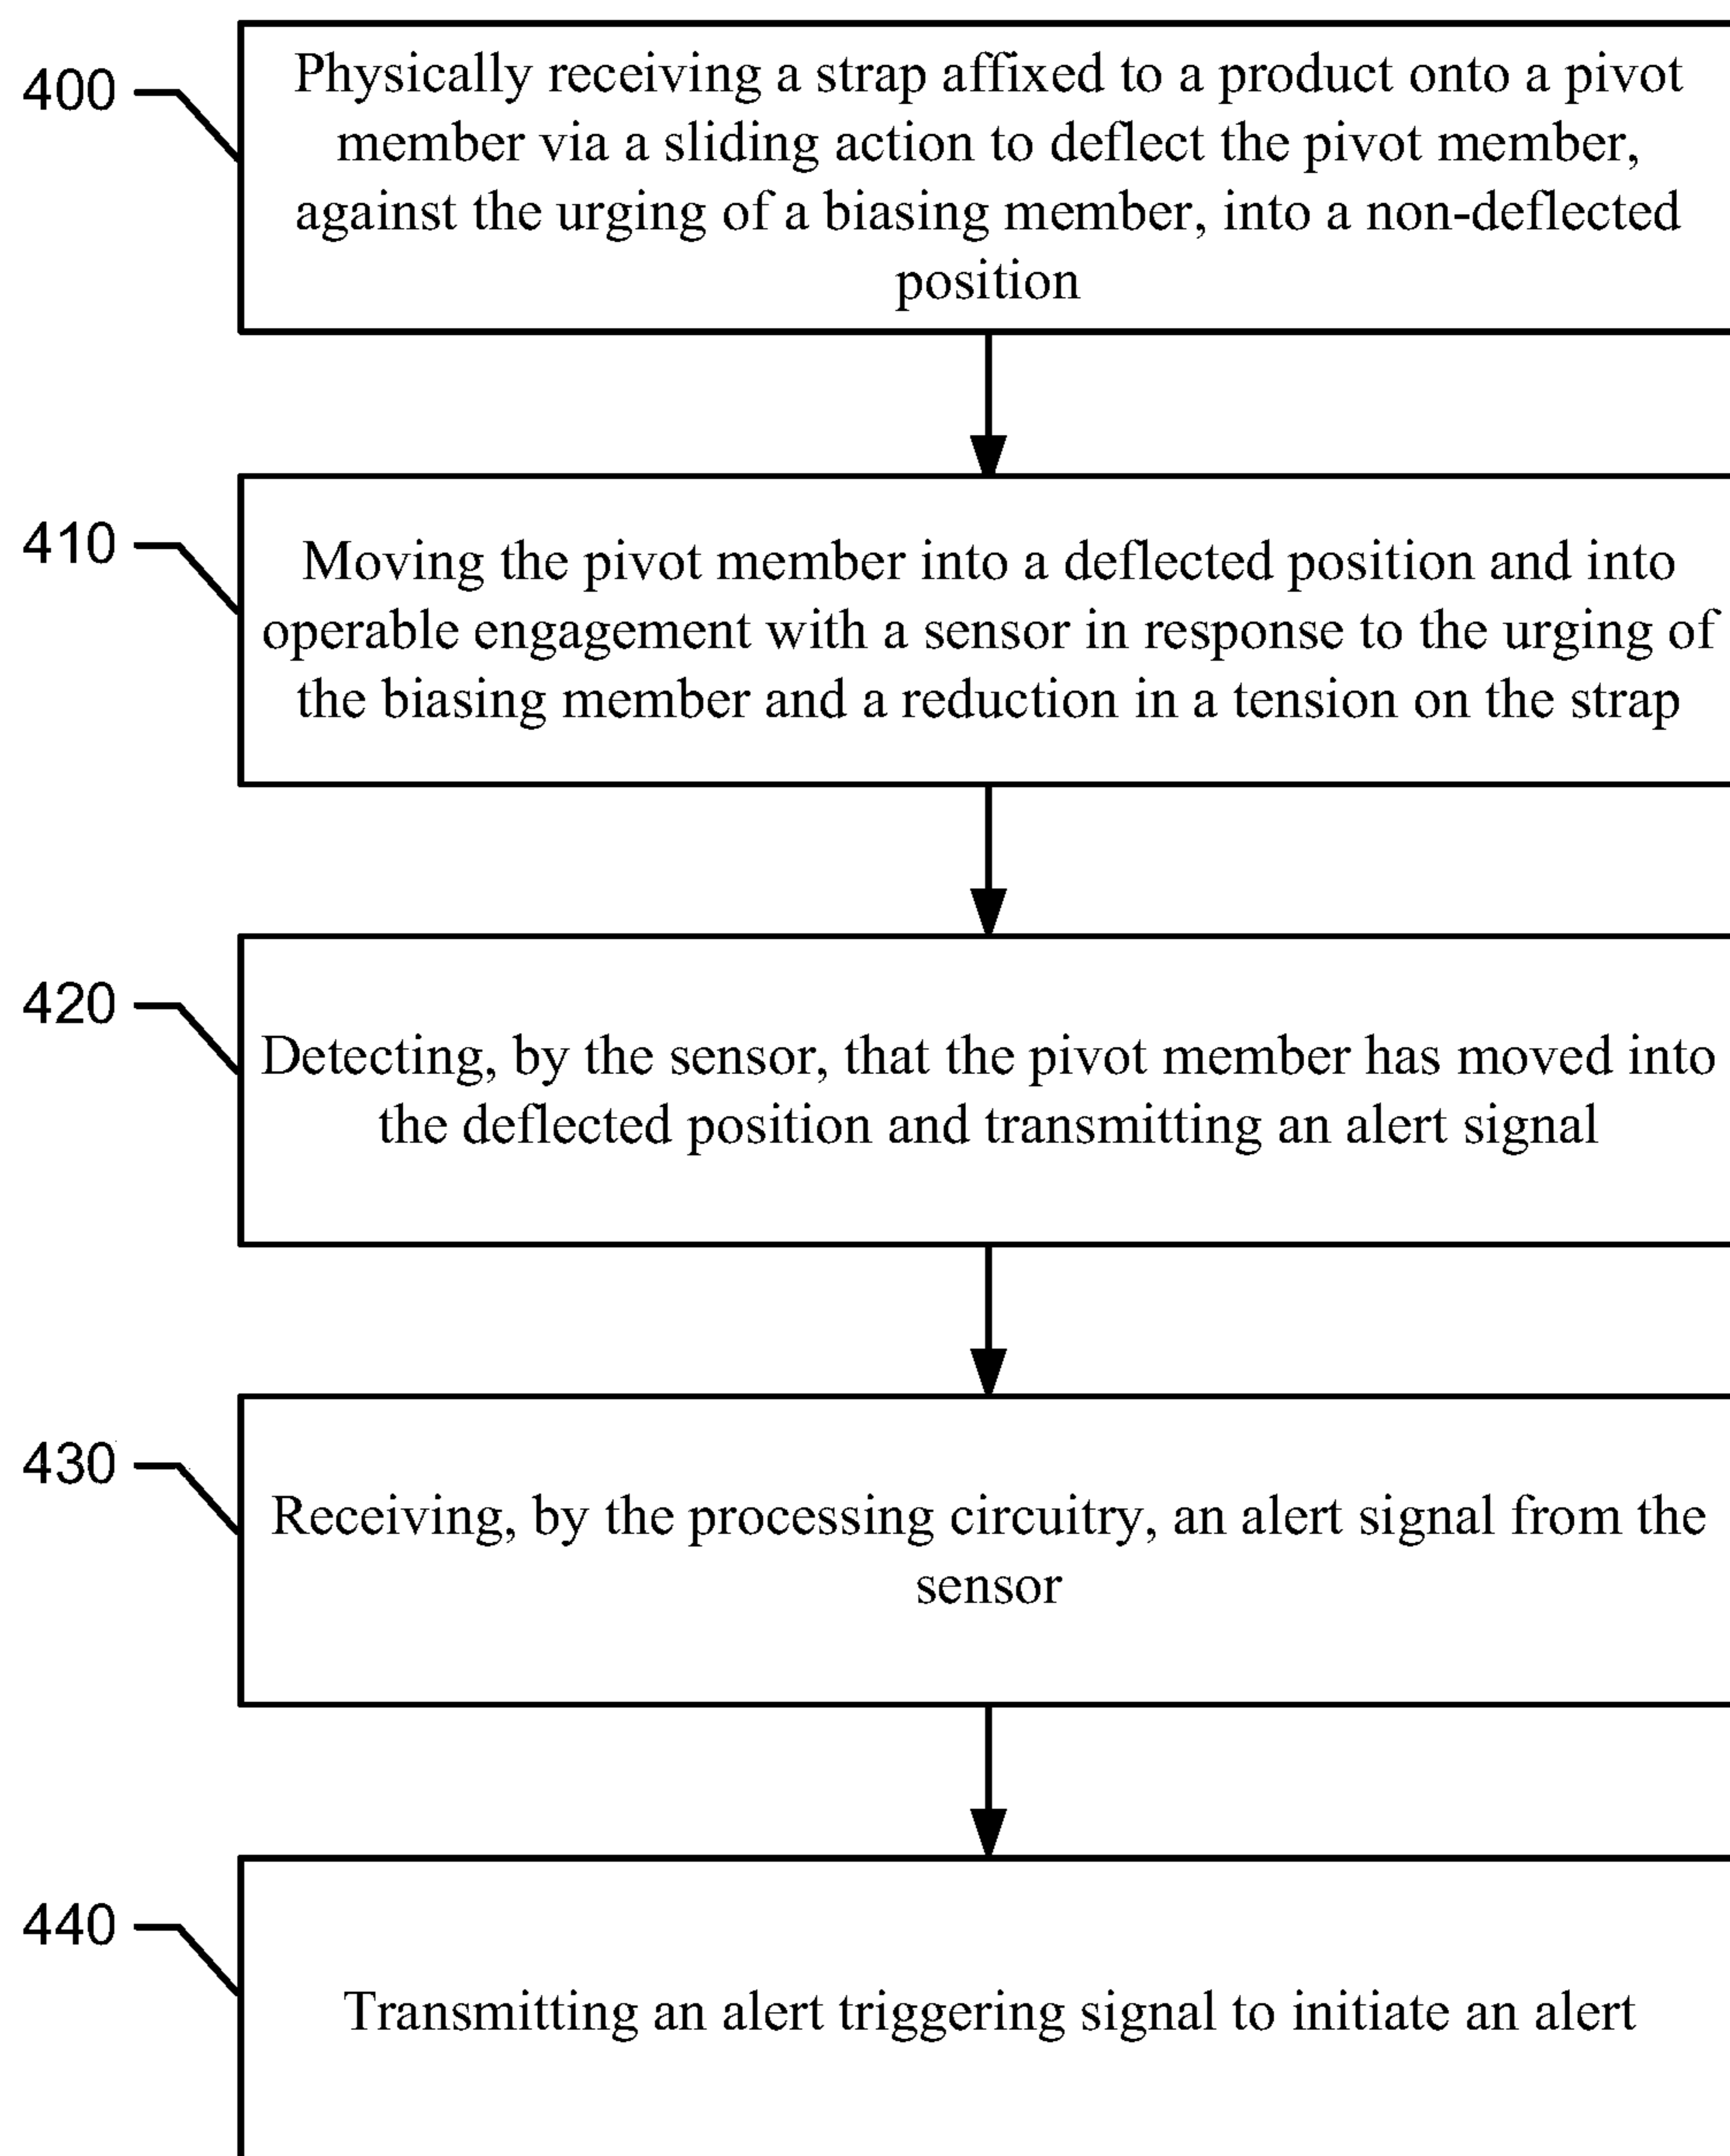 400
Physically receiving a strap affixed to a product onto a pivot
member via a sliding action to deflect the pivot member,
against the urging of a biasing member, into a non-deflected
position
410
Moving the pivot member into a deflected position and into
operable engagement with a sensor in response to the urging of
the biasing member and a reduction in a tension on the strap
420
Detecting, by the sensor, that the pivot member has moved into
the deflected position and transmitting an alert signal
430
Receiving, by the processing circuitry, an alert signal from the
sensor
440
Transmitting an alert triggering signal to initiate an alert